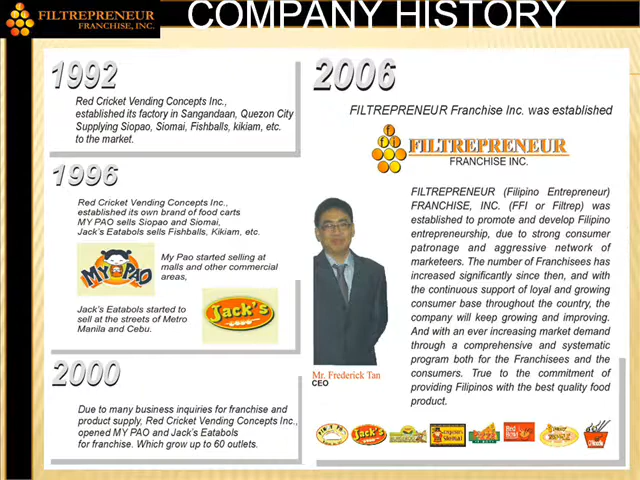 FILTREPRENEUR
FRANCHISE, INC.
COMPANY HISTORY
1992
Red Cricket Vending Concepts Inc.,
established its factory in Sangandaan, Quezon City
Supplying Siopao, Siomai, Fishballs, kikiam, etc.
to the market.
1996
Red Cricket Vending Concepts Inc.,
established its own brand of food carts
MY PAO sells Siopao and Siomai,
Jack's Eatabols sells Fishballs, Kikiam, etc.
MY PAO
My Pao started selling at
malls and other commercial
areas,
Jack's Eatabols started to
sell at the streets of Metro
Manila and Cebu.
Jack's
2000
Due to many business inquiries for franchise and
product supply, Red Cricket Vending Concepts Inc.,
opened MY PAO and Jack's Eatabols
for franchise. Which grow up to 60 outlets.
2006
FILTREPRENEUR Franchise Inc. was established
FILTREPRENEUR
FRANCHISE INC.
FILTREPRENEUR (Filipino Entrepreneur)
FRANCHISE, INC. (FFI or Filtrep) was
established to promote and develop Filipino
entrepreneurship, due to strong consumer
patronage and aggressive network of
marketeers. The number of Franchisees has
increased significantly since then, and with
the continuous support of loyal and growing
consumer base throughout the country, the
company will keep growing and improving.
And with an ever increasing market demand
through a comprehensive and systematic
program both for the Franchisees and the
consumers. True to the commitment of
providing Filipinos with the best quality food
product.
Mr. Frederick Tan
CEO
Jack's